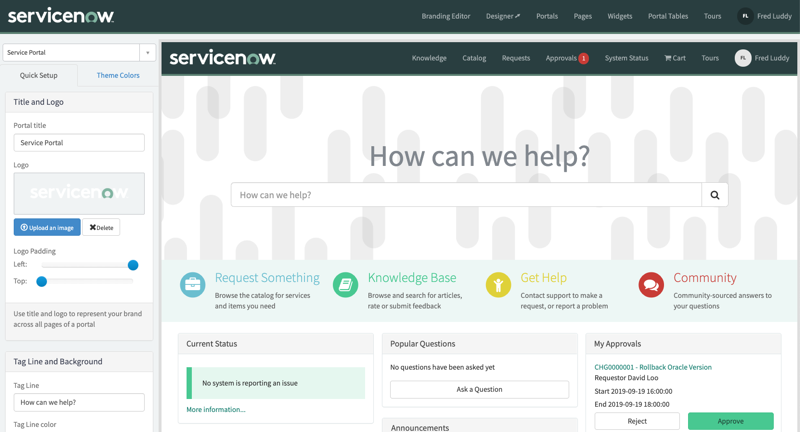 servicenow
Branding Editor Designer Portals Pages Widgets Portal Tables Tours FL Fred Luddy
Service Portal
Quick Setup Theme Colors
Title and Logo
Portal title
Service Portal
Logo
servicenow
Upload an image Delete
Logo Padding
Left:
Top:
Use title and logo to represent your brand
across all pages of a portal
Tag Line and Background
Tag Line
How can we help?
Tag Line color
servicenow
Knowledge Catalog Requests Approvals 1 System Status Cart Tours FL Fred Luddy
How can we help?
How can we help?
Request Something
Browse the catalog for services
and items you need
Knowledge Base
Browse and search for articles,
rate or submit feedback
Get Help
Contact support to make a
request, or report a problem
Community
Community-sourced answers to
your questions
Current Status
No system is reporting an issue
More information...
Popular Questions
No questions have been asked yet
Ask a Question
Announcements
My Approvals
CHG0000001 - Rollback Oracle Version
Requestor David Loo
Start 2019-09-19 16:00:00
End 2019-09-19 18:00:00
Reject Approve